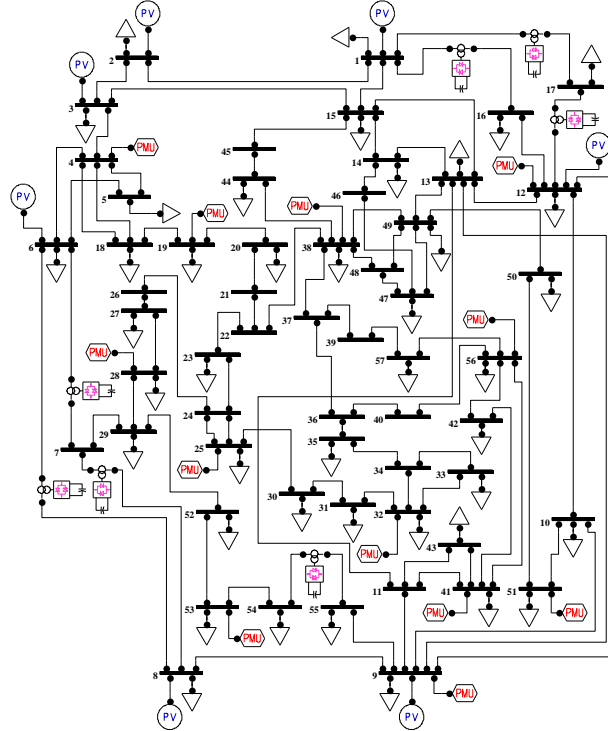 PV PV
2 1
PV 17
3 15 16
PV
4 PMU 45 14 13 PMU 12
PV 5 44 46
PMU PMU 49
6 18 19 20 38
48 50
26 21 47
27 22 37
PMU
39
PMU 23 57 56
28
24 36 40 42
7 29 25 35
PMU 34 33
30
52 31 32 10
43
PMU
11 41 51
53 54 55 PMU PMU
PMU
8 9
PMU
PV PV